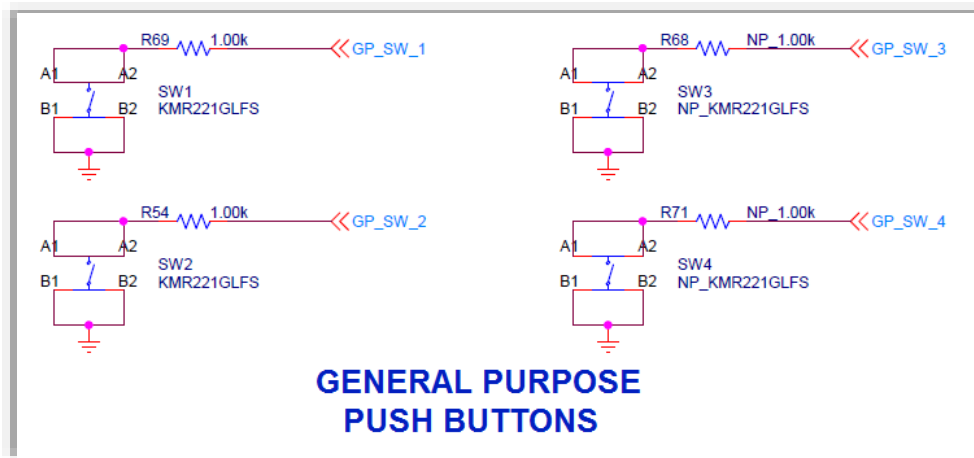 R69 1.00k GP_SW_1
A1 A2
SW1
B1 B2 KMR221GLFS
R68 NP_1.00k GP_SW_3
A1 A2
SW3
B1 B2 NP_KMR221GLFS
R54 1.00k GP_SW_2
A1 A2
SW2
B1 B2 KMR221GLFS
R71 NP_1.00k GP_SW_4
A1 A2
SW4
B1 B2 NP_KMR221GLFS
GENERAL PURPOSE
PUSH BUTTONS